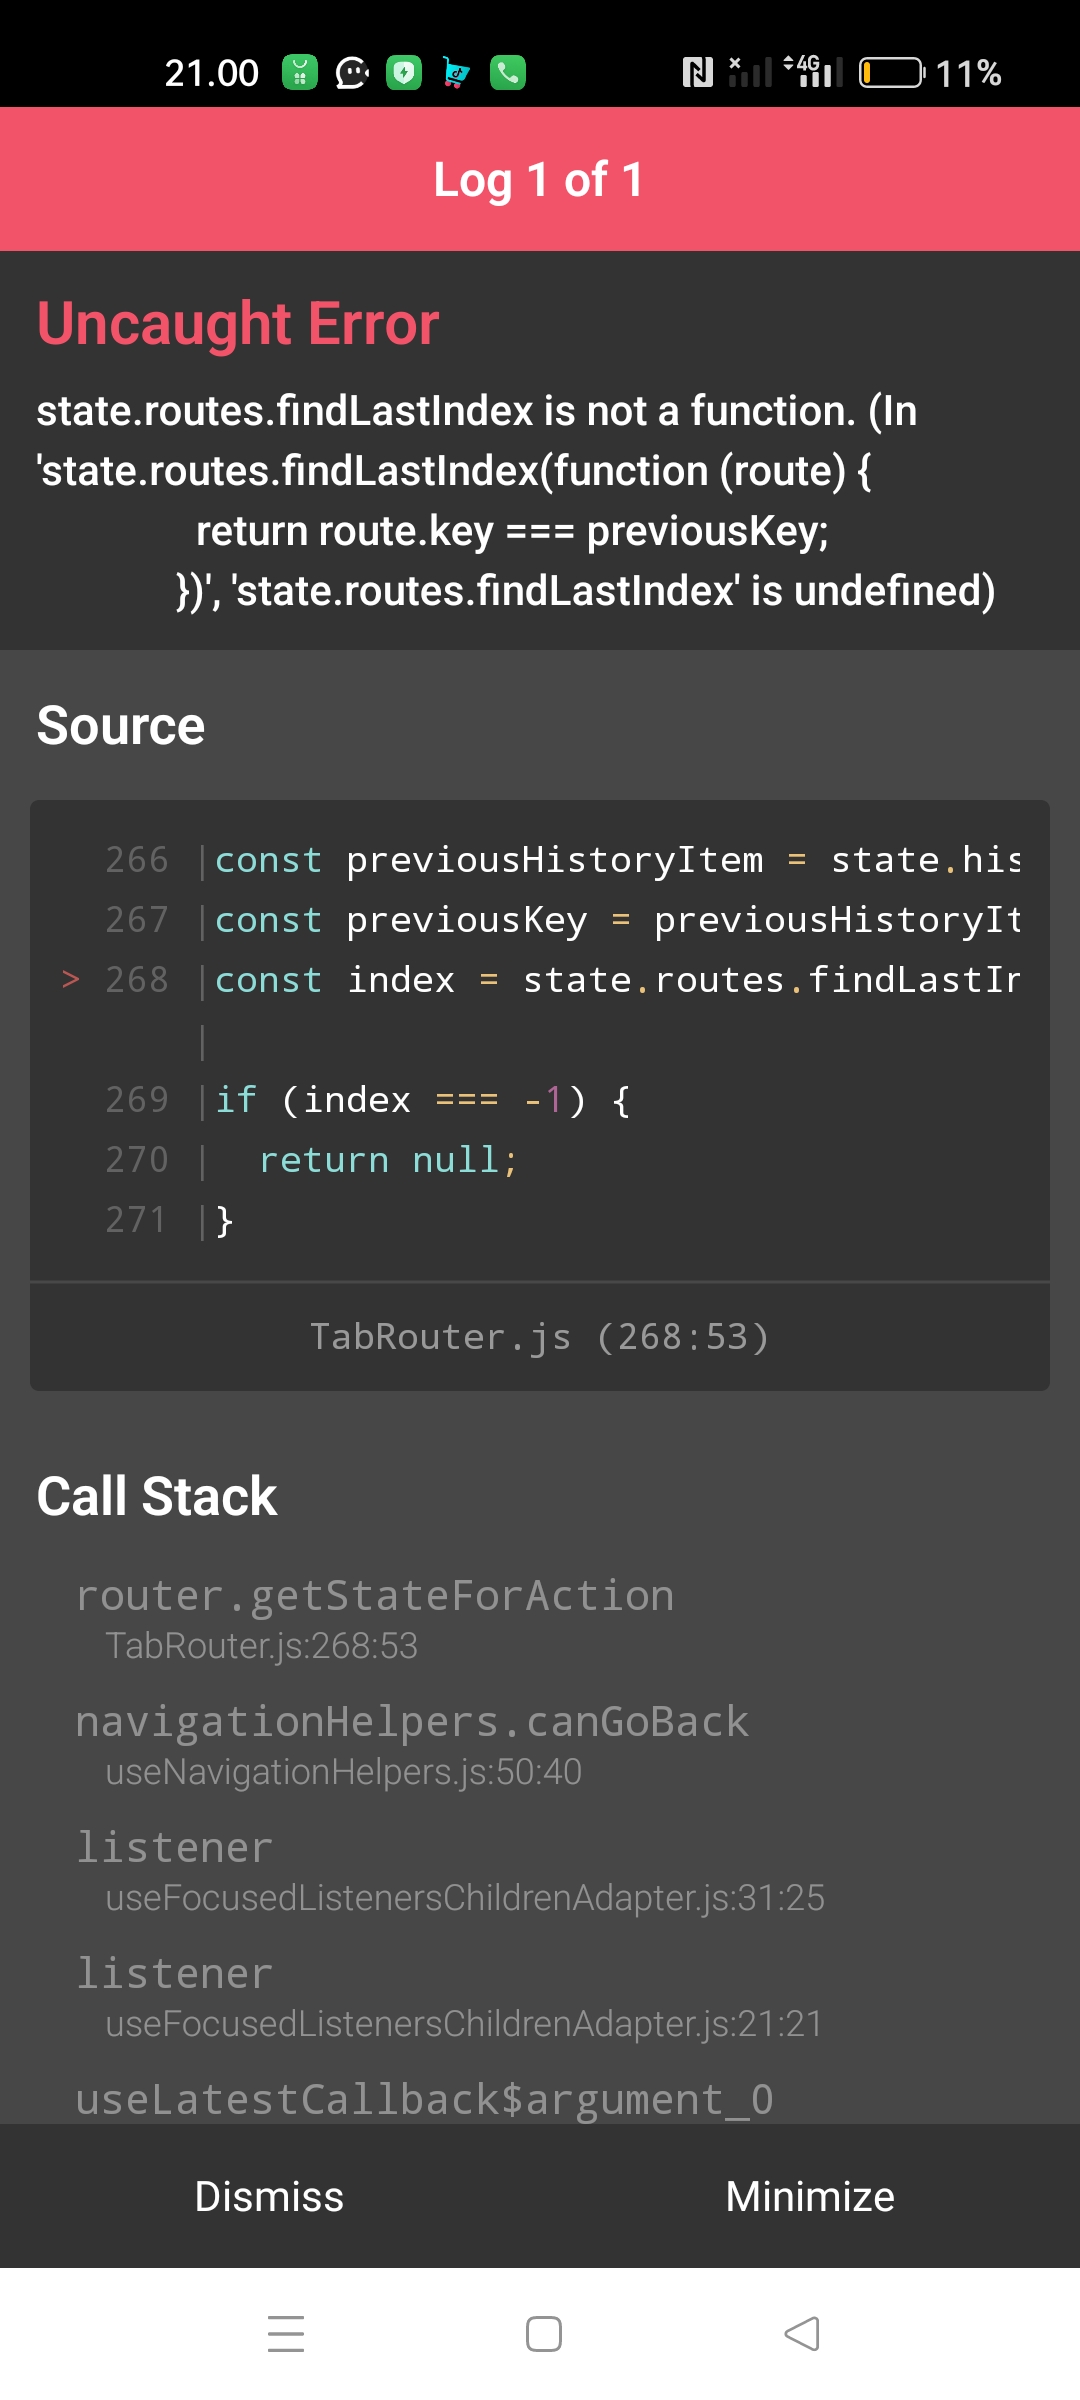 21.00
4G
11%
Log 1 of 1
Uncaught Error
state.routes.findLastIndex is not a function. (In
'state.routes.findLastIndex(function (route) {
return route.key === previousKey;
})', 'state.routes.findLastIndex' is undefined)
Source
266 |const previousHistoryItem = state.his
267 |const previousKey = previousHistoryIt
> 268 |const index = state.routes.findLastIn
|
269 |if (index === -1) {
270 |  return null;
271 |}
TabRouter.js (268:53)
Call Stack
router.getStateForAction
TabRouter.js:268:53
navigationHelpers.canGoBack
useNavigationHelpers.js:50:40
listener
useFocusedListenersChildrenAdapter.js:31:25
listener
useFocusedListenersChildrenAdapter.js:21:21
useLatestCallback$argument_0
Dismiss
Minimize